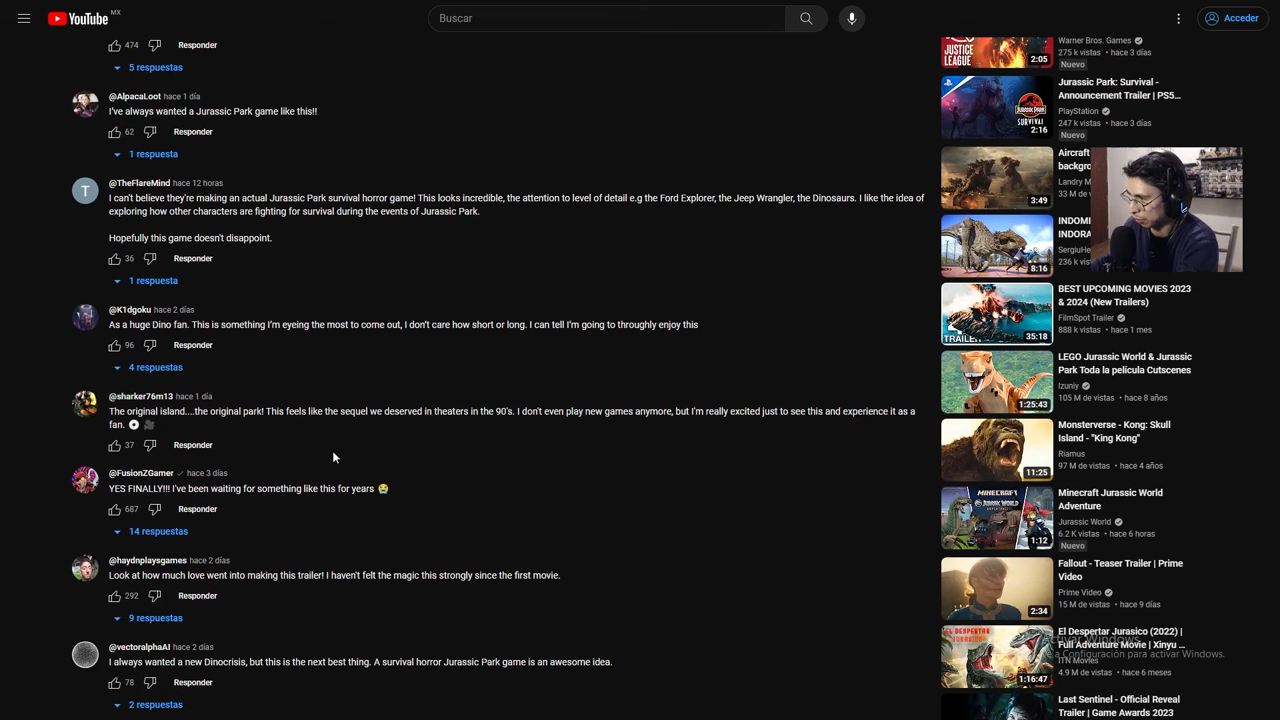 YouTube MX
Buscar
Acceder
474
Responder
5 respuestas
@AlpacaLoot hace 1 día
I've always wanted a Jurassic Park game like this!!
62
Responder
1 respuesta
T
@TheFlareMind hace 12 horas
I can't believe they're making an actual Jurassic Park survival horror game! This looks incredible, the attention to level of detail e.g the Ford Explorer, the Jeep Wrangler, the Dinosaurs. I like the idea of
exploring how other characters are fighting for survival during the events of Jurassic Park.
Hopefully this game doesn't disappoint.
36
Responder
1 respuesta
@K1dgoku hace 2 días
As a huge Dino fan. This is something I'm eyeing the most to come out, I don't care how short or long. I can tell I'm going to throughly enjoy this
96
Responder
4 respuestas
@sharker76m13 hace 1 día
The original island....the original park! This feels like the sequel we deserved in theaters in the 90's. I don't even play new games anymore, but I'm really excited just to see this and experience it as a
fan.
37
Responder
@FusionZGamer hace 3 días
YES FINALLY!!! I've been waiting for something like this for years 😭
687
Responder
14 respuestas
@haydnplaysgames hace 2 días
Look at how much love went into making this trailer! I haven't felt the magic this strongly since the first movie.
292
Responder
9 respuestas
@vectoralphaAI hace 2 días
I always wanted a new Dinocrisis, but this is the next best thing. A survival horror Jurassic Park game is an awesome idea.
78
Responder
2 respuestas
JUSTICE
LEAGUE
2:05
Warner Bros. Games
275 k vistas • hace 3 días
Nuevo
JURASSIC PARK
SURVIVAL
2:16
Jurassic Park: Survival -
Announcement Trailer | PS5...
PlayStation
247 k vistas • hace 3 días
Nuevo
3:49
Aircraft
backgro
Landry M
33 M de v
8:16
INDOMI
INDORA
SergiuHe
236 k vis
TRAILER
35:18
BEST UPCOMING MOVIES 2023
& 2024 (New Trailers)
FilmSpot Trailer
888 k vistas • hace 1 mes
1:25:43
LEGO Jurassic World & Jurassic
Park Toda la película Cutscenes
Izuniy
105 M de vistas • hace 8 años
11:25
Monsterverse - Kong: Skull
Island - "King Kong"
Riamus
97 M de vistas • hace 4 años
MINECRAFT
JURASSIC WORLD
1:12
Minecraft Jurassic World
Adventure
Jurassic World
6.2 K vistas • hace 6 horas
Nuevo
2:34
Fallout - Teaser Trailer | Prime
Video
Prime Video
15 M de vistas • hace 9 días
EL DESPERTAR
JURASICO
1:16:47
El Despertar Jurasico (2022) |
Full Adventure Movie | Xinyu ...
ITN Movies
4.9 M de vistas • hace 6 meses
Activar Windows
a Configuración para activar Windows.
Last Sentinel - Official Reveal
Trailer | Game Awards 2023